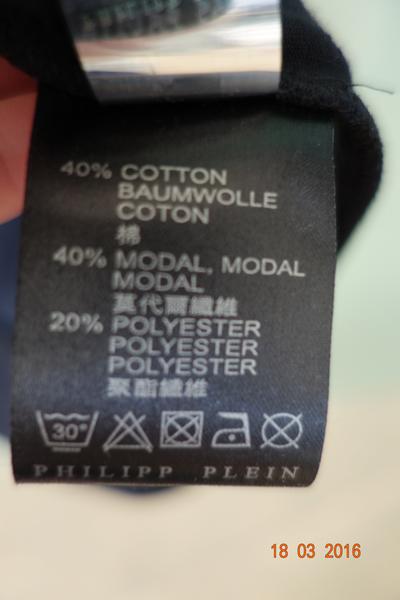 40% COTTON
BAUMWOLLE
COTON
棉
40% MODAL, MODAL
MODAL
莫代爾纖維
20% POLYESTER
POLYESTER
POLYESTER
聚酯纖維
30°
PHILIPP PLEIN
18 03 2016